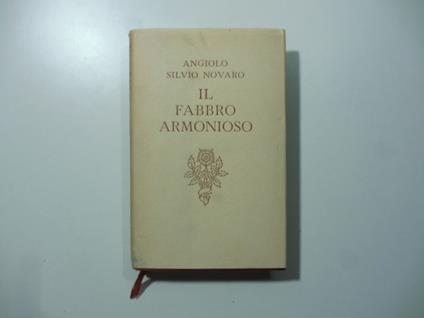 ANGIOLO
SILVIO NOVARO
IL
FABBRO
ARMONIOSO